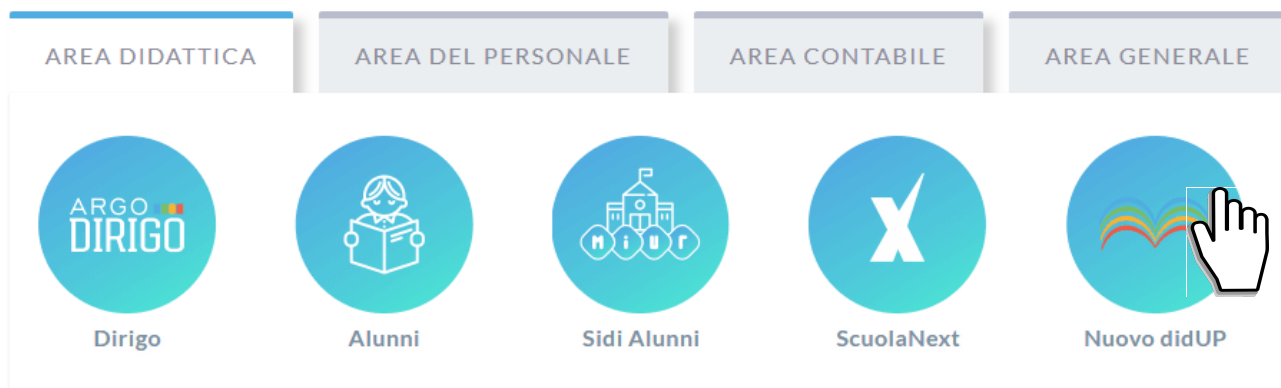 AREA DIDATTICA
AREA DEL PERSONALE
AREA CONTABILE
AREA GENERALE
ARGO
DIRIGO
MIUR
X
Dirigo
Alunni
Sidi Alunni
ScuolaNext
Nuovo didUP